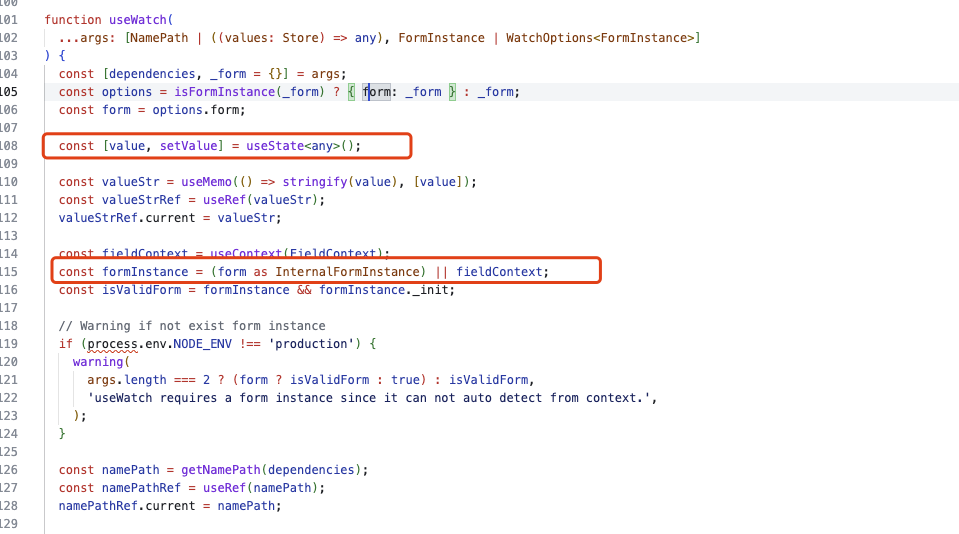 100
101 function useWatch(
102 ...args: [NamePath | ((values: Store) => any), FormInstance | WatchOptions<FormInstance>]
103 ) {
104 const [dependencies, _form = {}] = args;
105 const options = isFormInstance(_form) ? { form: _form } : _form;
106 const form = options.form;
107
108 const [value, setValue] = useState<any>();
109
110 const valueStr = useMemo(() => stringify(value), [value]);
111 const valueStrRef = useRef(valueStr);
112 valueStrRef.current = valueStr;
113
114 const fieldContext = useContext(FieldContext);
115 const formInstance = (form as InternalFormInstance) || fieldContext;
116 const isValidForm = formInstance && formInstance._init;
117
118 // Warning if not exist form instance
119 if (process.env.NODE_ENV !== 'production') {
120 warning(
121 args.length === 2 ? (form ? isValidForm : true) : isValidForm,
122 'useWatch requires a form instance since it can not auto detect from context.',
123 );
124 }
125
126 const namePath = getNamePath(dependencies);
127 const namePathRef = useRef(namePath);
128 namePathRef.current = namePath;
129